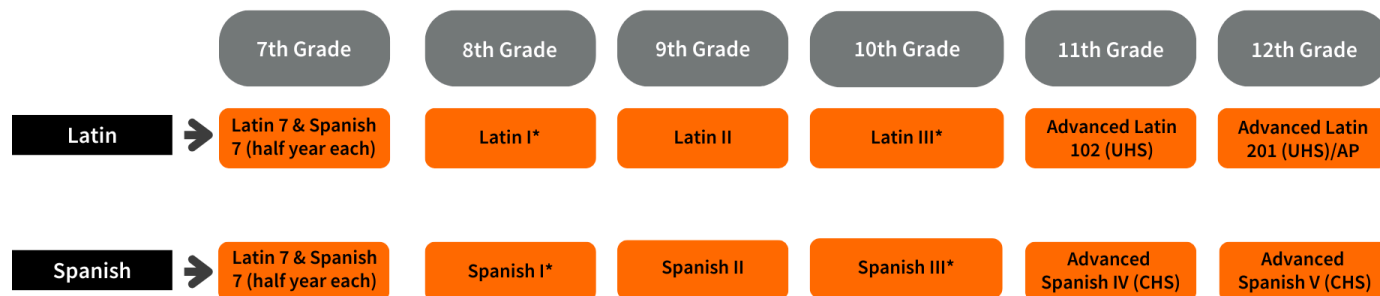 7th Grade 8th Grade 9th Grade 10th Grade 11th Grade 12th Grade
Latin
Latin 7 & Spanish
7 (half year each)
Latin I*
Latin II
Latin III*
Advanced Latin
102 (UHS)
Advanced Latin
201 (UHS)/AP
Spanish
Latin 7 & Spanish
7 (half year each)
Spanish I*
Spanish II
Spanish III*
Advanced
Spanish IV (CHS)
Advanced
Spanish V (CHS)